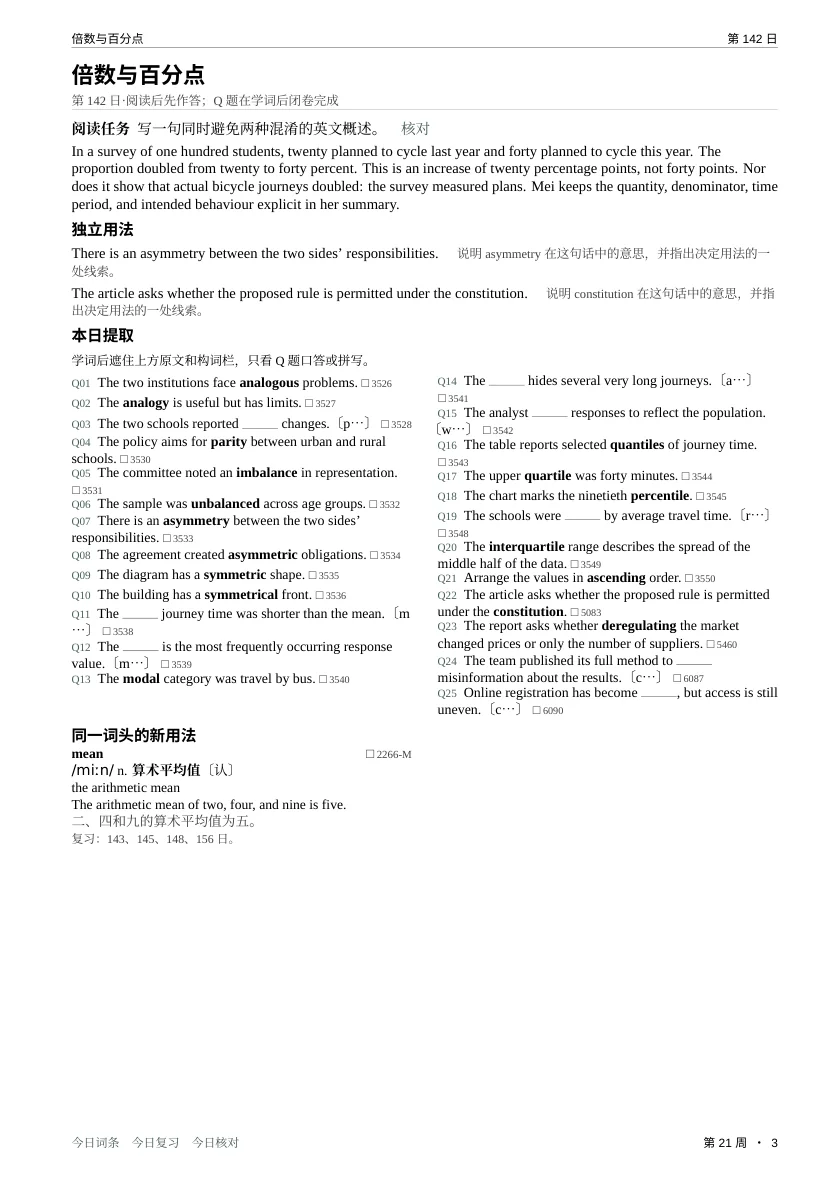 倍数与百分点
第 142 日
倍数与百分点
第 142 日·阅读后先作答；Q 题在学词后闭卷完成
阅读任务 写一句同时避免两种混淆的英文概述。 核对
In a survey of one hundred students, twenty planned to cycle last year and forty planned to cycle this year. The
proportion doubled from twenty to forty percent. This is an increase of twenty percentage points, not forty points. Nor
does it show that actual bicycle journeys doubled: the survey measured plans. Mei keeps the quantity, denominator, time
period, and intended behaviour explicit in her summary.
独立用法
There is an asymmetry between the two sides’ responsibilities. 说明 asymmetry 在这句话中的意思，并指出决定用法的一
处线索。
The article asks whether the proposed rule is permitted under the constitution. 说明 constitution 在这句话中的意思，并指
出决定用法的一处线索。
本日提取
学词后遮住上方原文和构词栏，只看 Q 题口答或拼写。
Q01 The two institutions face analogous problems. □ 3526
Q02 The analogy is useful but has limits. □ 3527
Q03 The two schools reported _____ changes.〔p…〕 □ 3528
Q04 The policy aims for parity between urban and rural
schools. □ 3530
Q05 The committee noted an imbalance in representation.
□ 3531
Q06 The sample was unbalanced across age groups. □ 3532
Q07 There is an asymmetry between the two sides’
responsibilities. □ 3533
Q08 The agreement created asymmetric obligations. □ 3534
Q09 The diagram has a symmetric shape. □ 3535
Q10 The building has a symmetrical front. □ 3536
Q11 The _____ journey time was shorter than the mean.〔m
…〕 □ 3538
Q12 The _____ is the most frequently occurring response
value.〔m…〕 □ 3539
Q13 The modal category was travel by bus. □ 3540
Q14 The _____ hides several very long journeys.〔a…〕
□ 3541
Q15 The analyst _____ responses to reflect the population.
〔w…〕 □ 3542
Q16 The table reports selected quantiles of journey time.
□ 3543
Q17 The upper quartile was forty minutes. □ 3544
Q18 The chart marks the ninetieth percentile. □ 3545
Q19 The schools were _____ by average travel time.〔r…〕
□ 3548
Q20 The interquartile range describes the spread of the
middle half of the data. □ 3549
Q21 Arrange the values in ascending order. □ 3550
Q22 The article asks whether the proposed rule is permitted
under the constitution. □ 5083
Q23 The report asks whether deregulating the market
changed prices or only the number of suppliers. □ 5460
Q24 The team published its full method to _____
misinformation about the results.〔c…〕 □ 6087
Q25 Online registration has become _____, but access is still
uneven.〔c…〕 □ 6090
同一词头的新用法
mean □ 2266-M
/miːn/ n. 算术平均值〔认〕
the arithmetic mean
The arithmetic mean of two, four, and nine is five.
二、四和九的算术平均值为五。
复习：143、145、148、156 日。
今日词条 今日复习 今日核对
第 21 周 • 3